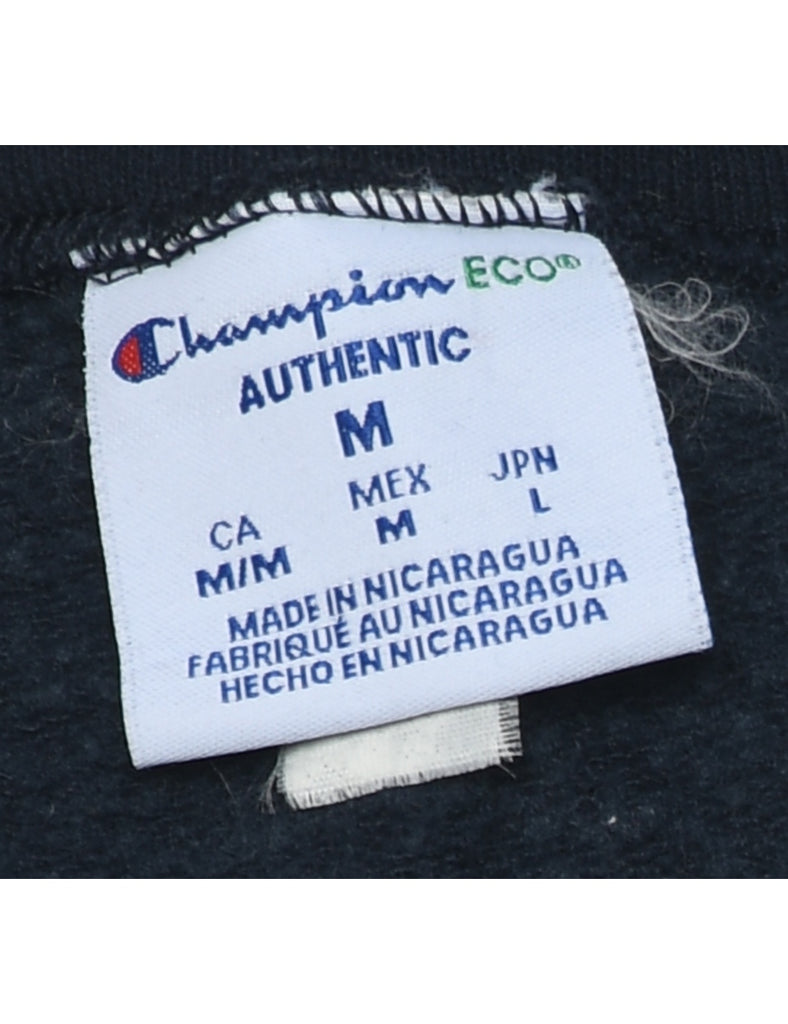 Champion ECO®
AUTHENTIC
M
CA MEX JPN
M/M M L
MADE IN NICARAGUA
FABRIQUÉ AU NICARAGUA
HECHO EN NICARAGUA